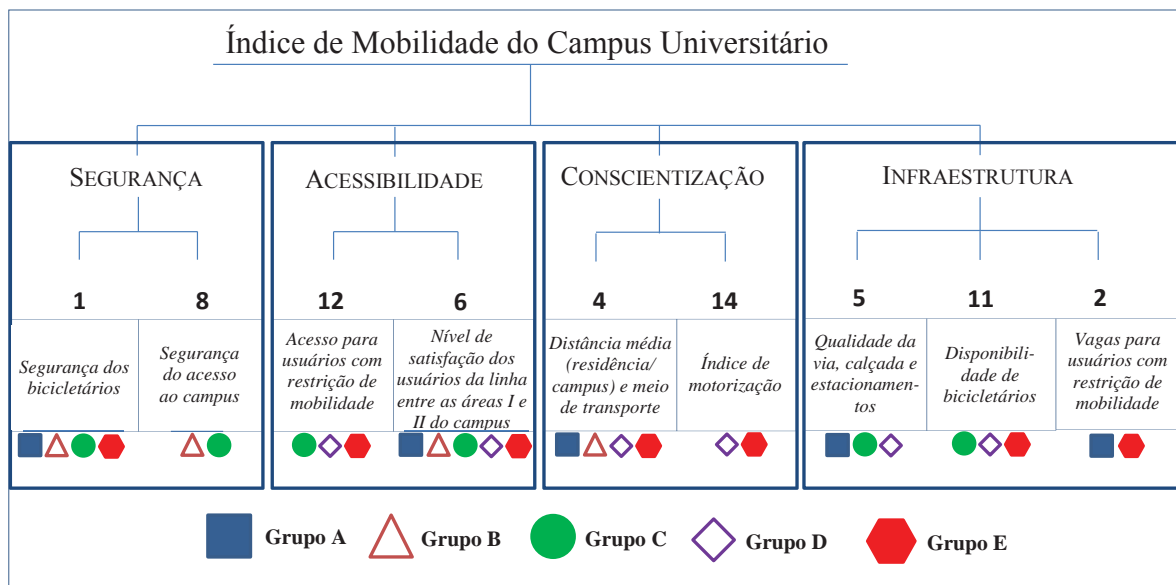 Índice de Mobilidade do Campus Universitário
SEGURANÇA
1
8
Segurança dos
bicicletários
Segurança
do acesso
ao campus
ACESSIBILIDADE
12
6
Acesso para
usuários com
restrição de
mobilidade
Nível de
satisfação dos
usuários da linha
entre as áreas I e
II do campus
CONSCIENTIZAÇÃO
4
14
Distância média
(residência/
campus) e meio
de transporte
Índice de
motorização
INFRAESTRUTURA
5
11
2
Qualidade da
via, calçada e
estacionamen-
tos
Disponibili-
dade de
bicicletários
Vagas para
usuários com
restrição de
mobilidade
Grupo A
Grupo B
Grupo C
Grupo D
Grupo E